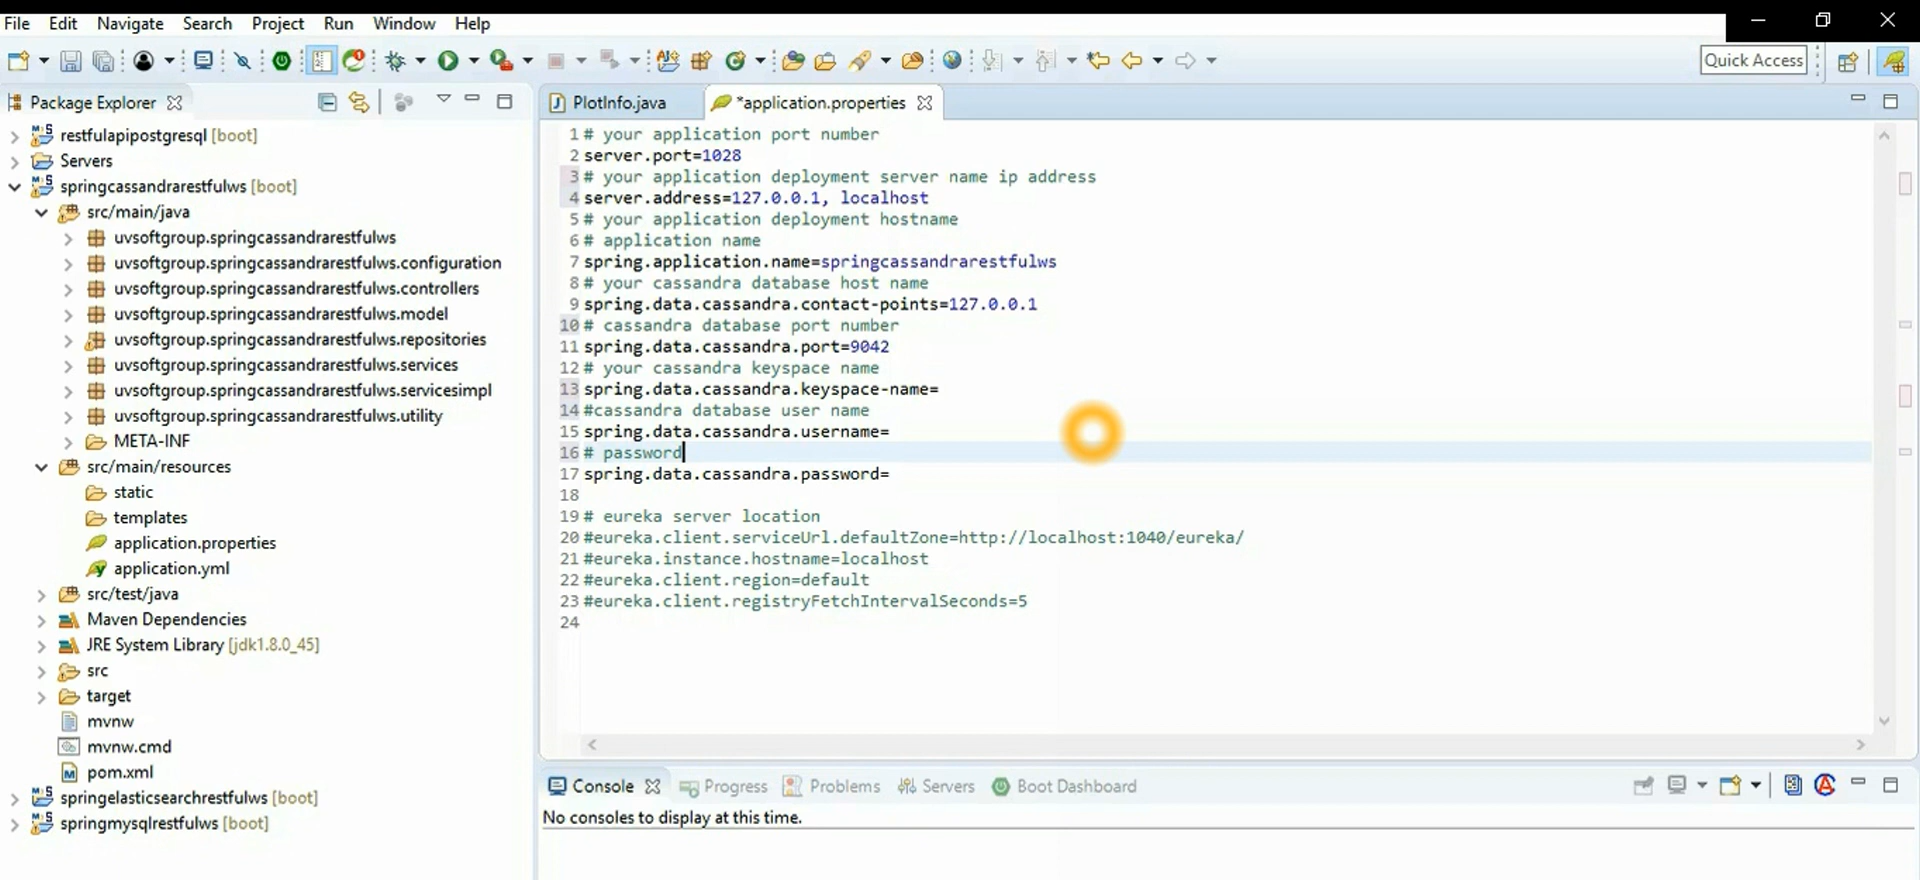 File Edit Navigate Search Project Run Window Help
Quick Access
Package Explorer
PlotInfo.java *application.properties
restfulapipostgresql [boot]
Servers
springcassandrarestfulws [boot]
src/main/java
uvsoftgroup.springcassandrarestfulws
uvsoftgroup.springcassandrarestfulws.configuration
uvsoftgroup.springcassandrarestfulws.controllers
uvsoftgroup.springcassandrarestfulws.model
uvsoftgroup.springcassandrarestfulws.repositories
uvsoftgroup.springcassandrarestfulws.services
uvsoftgroup.springcassandrarestfulws.servicesimpl
uvsoftgroup.springcassandrarestfulws.utility
META-INF
src/main/resources
static
templates
application.properties
application.yml
src/test/java
Maven Dependencies
JRE System Library [jdk1.8.0_45]
src
target
mvnw
mvnw.cmd
pom.xml
springelasticsearchrestfulws [boot]
springmysqlrestfulws [boot]
1 # your application port number
2 server.port=1028
3 # your application deployment server name ip address
4 server.address=127.0.0.1, localhost
5 # your application deployment hostname
6 # application name
7 spring.application.name=springcassandrarestfulws
8 # your cassandra database host name
9 spring.data.cassandra.contact-points=127.0.0.1
10 # cassandra database port number
11 spring.data.cassandra.port=9042
12 # your cassandra keyspace name
13 spring.data.cassandra.keyspace-name=
14 #cassandra database user name
15 spring.data.cassandra.username=
16 # password
17 spring.data.cassandra.password=
18
19 # eureka server location
20 #eureka.client.serviceUrl.defaultZone=http://localhost:1040/eureka/
21 #eureka.instance.hostname=localhost
22 #eureka.client.region=default
23 #eureka.client.registryFetchIntervalSeconds=5
24
Console Progress Problems Servers Boot Dashboard
No consoles to display at this time.